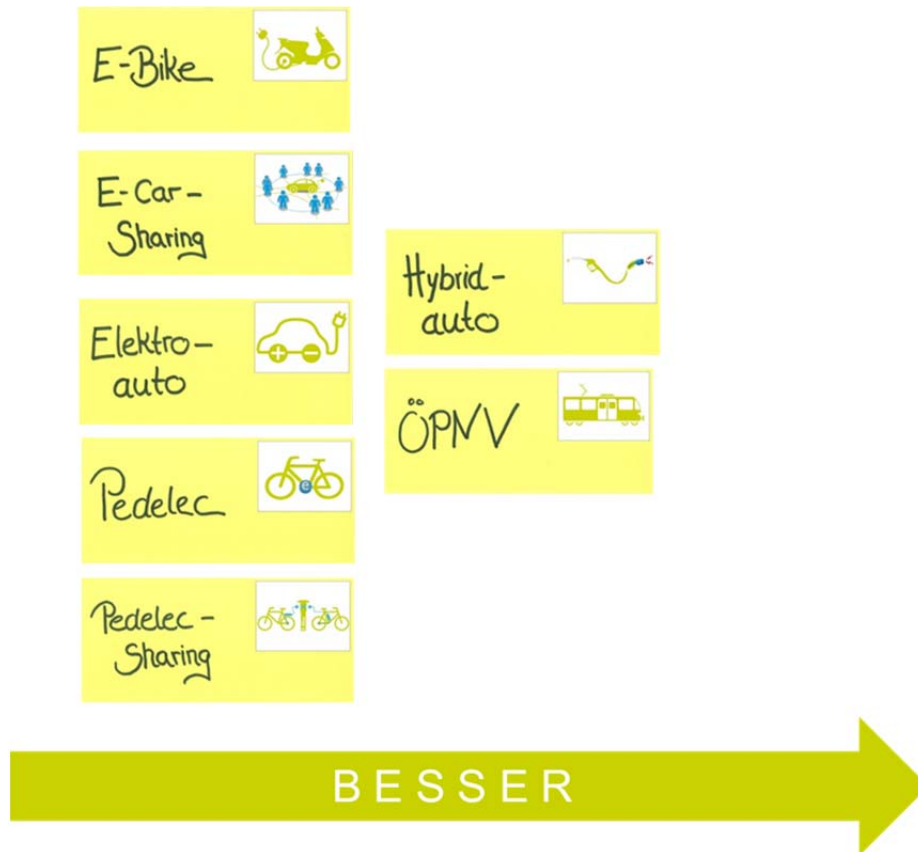 E-Bike
E-Car-
Sharing
Elektro-
auto
Pedelec
e
Pedelec-
Sharing
Hybrid-
auto
ÖPNV
BESSER